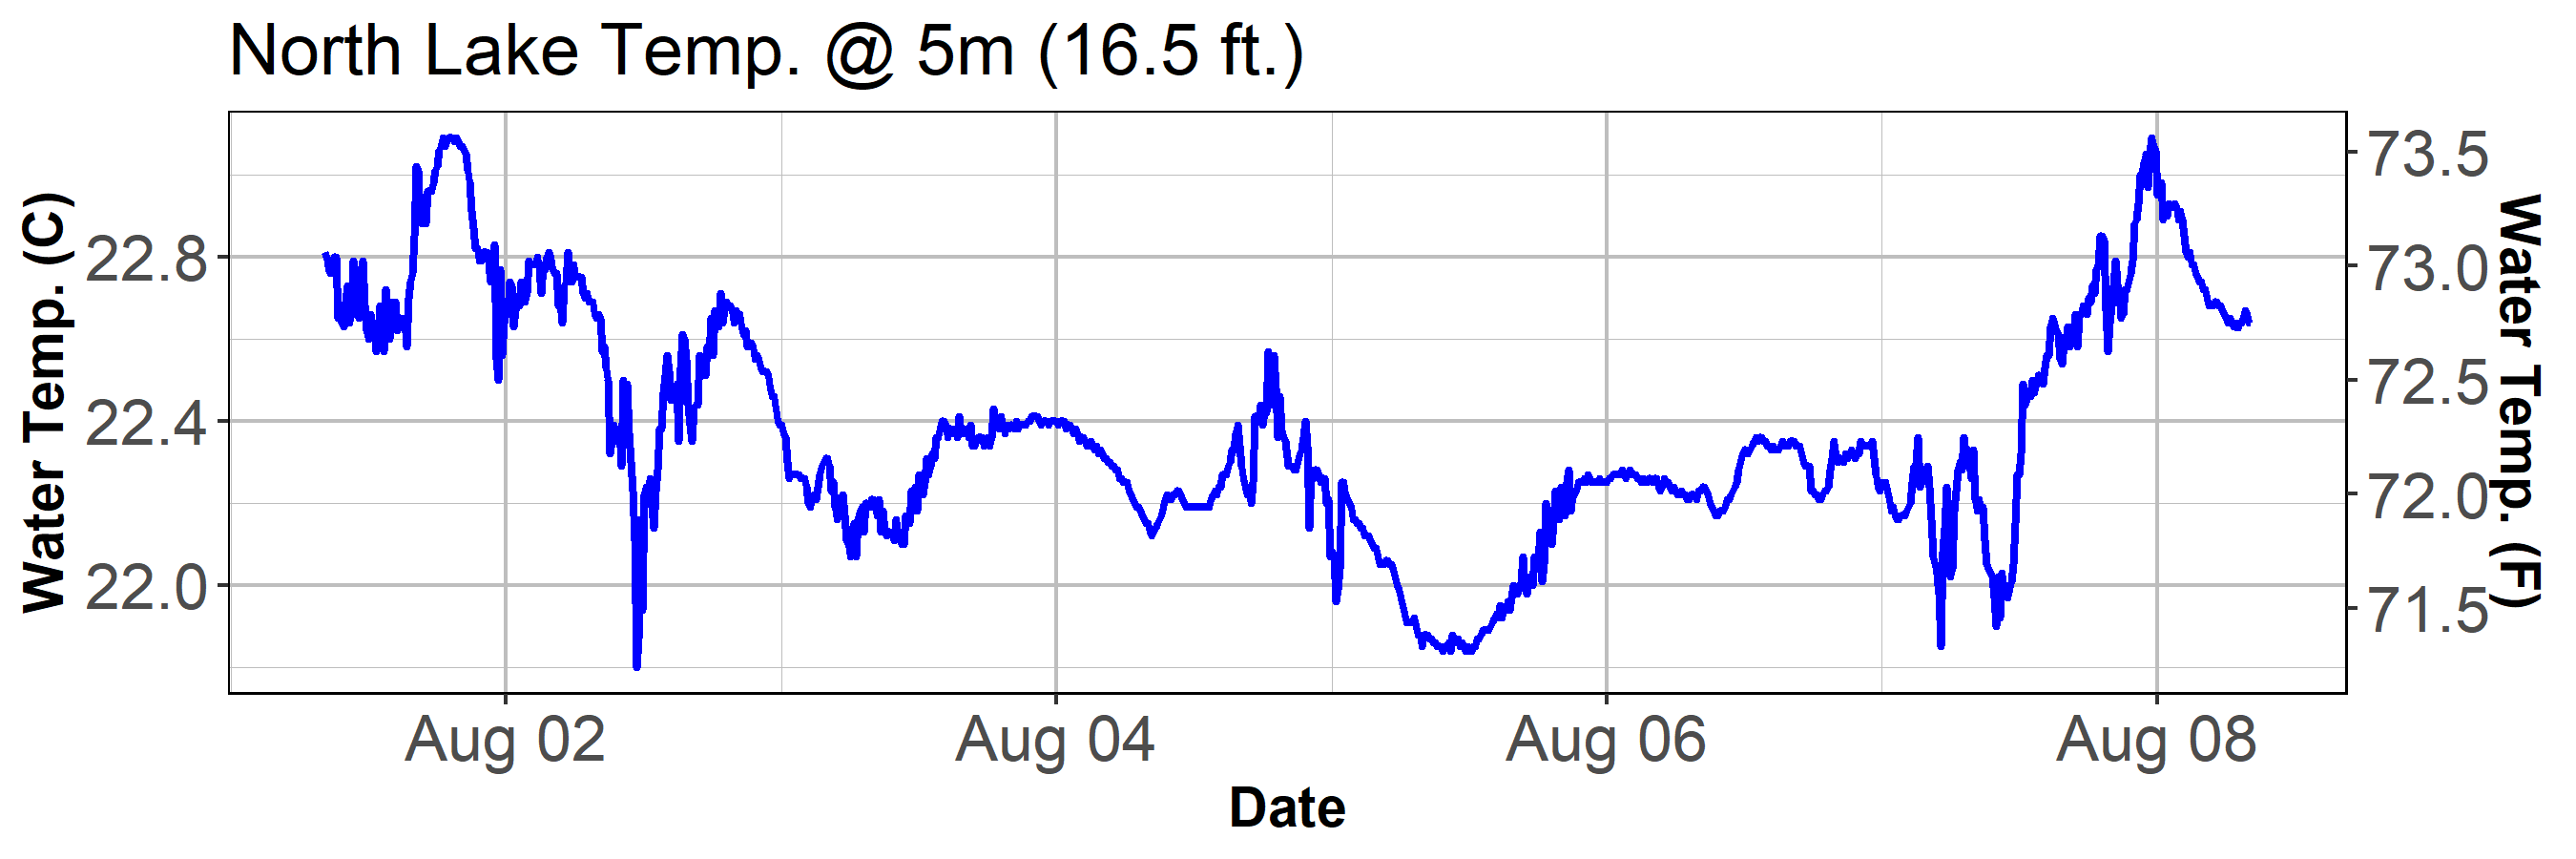 North Lake Temp. @ 5m (16.5 ft.)
Water Temp. (C)
22.8
22.4
22.0
73.5
73.0
72.5
72.0
71.5
Water Temp. (F)
Aug 02 Aug 04 Aug 06 Aug 08
Date